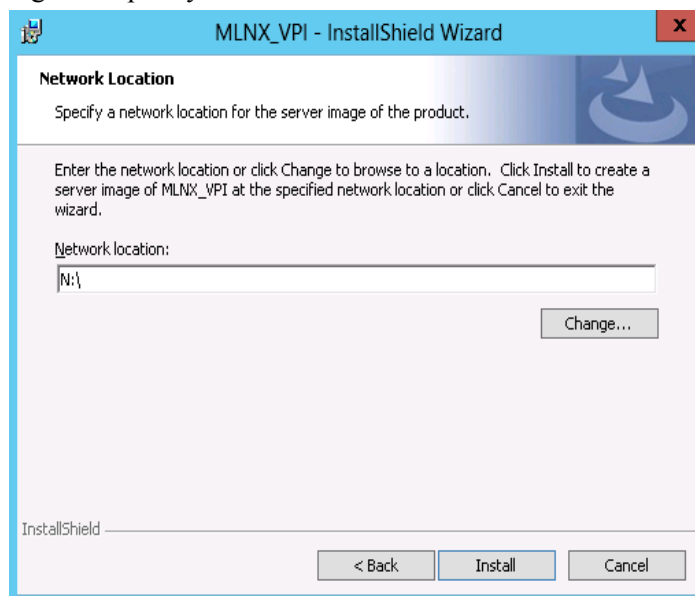 MLNX_VPI - InstallShield Wizard
x
Network Location
Specify a network location for the server image of the product.
Enter the network location or click Change to browse to a location. Click Install to create a
server image of MLNX_VPI at the specified network location or click Cancel to exit the
wizard.
Network location:
N:\
Change...
InstallShield
< Back Install Cancel